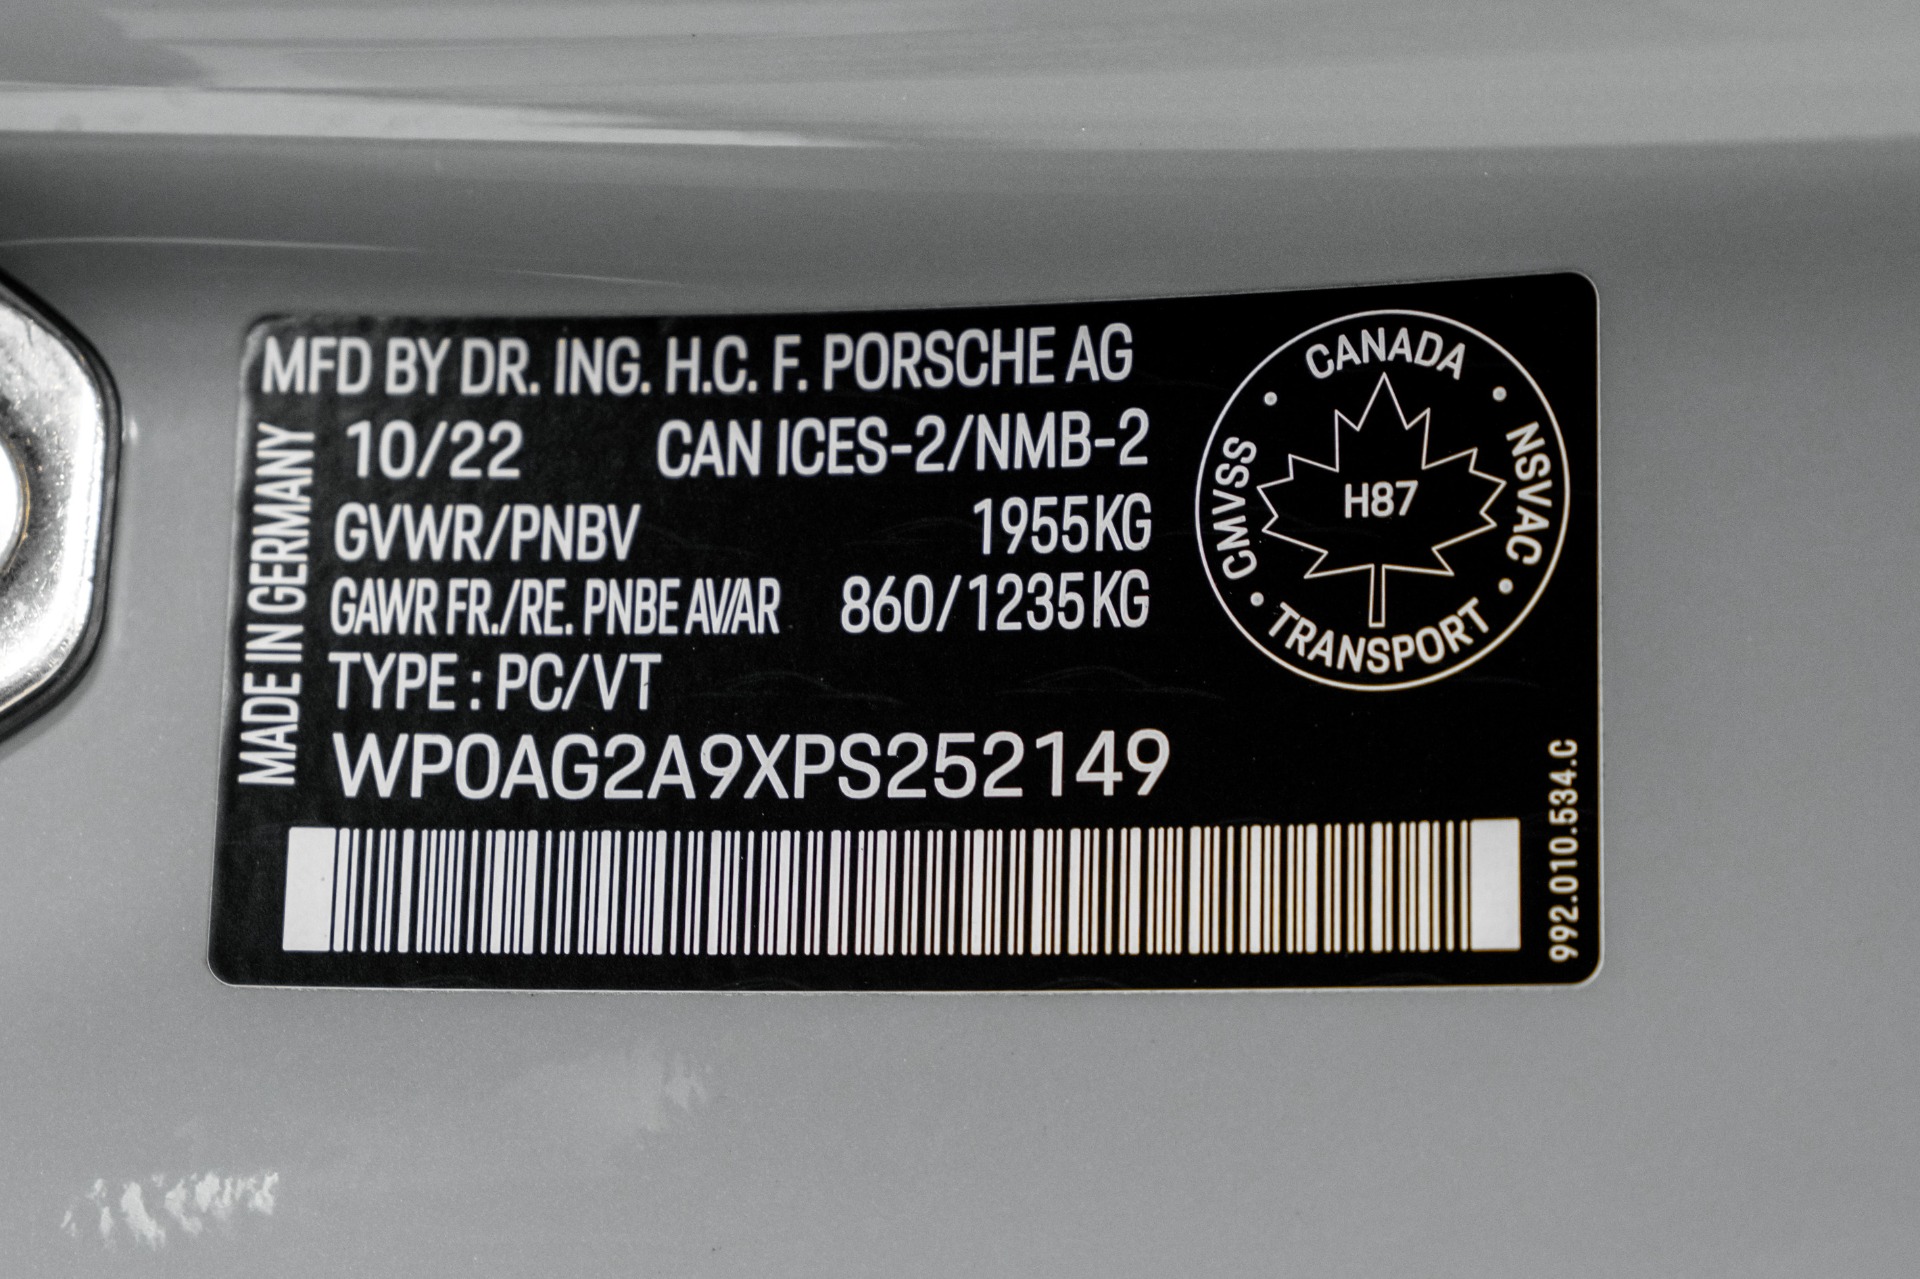 MFD BY DR. ING. H.C. F. PORSCHE AG
10/22 CAN ICES-2/NMB-2
GVWR/PNBV 1955KG
GAWR FR./RE. PNBE AV/AR 860/1235KG
TYPE : PC/VT
WP0AG2A9XPS252149
MADE IN GERMANY
CANADA
CMVSS
NSVAC
H87
TRANSPORT
992.010.534.C